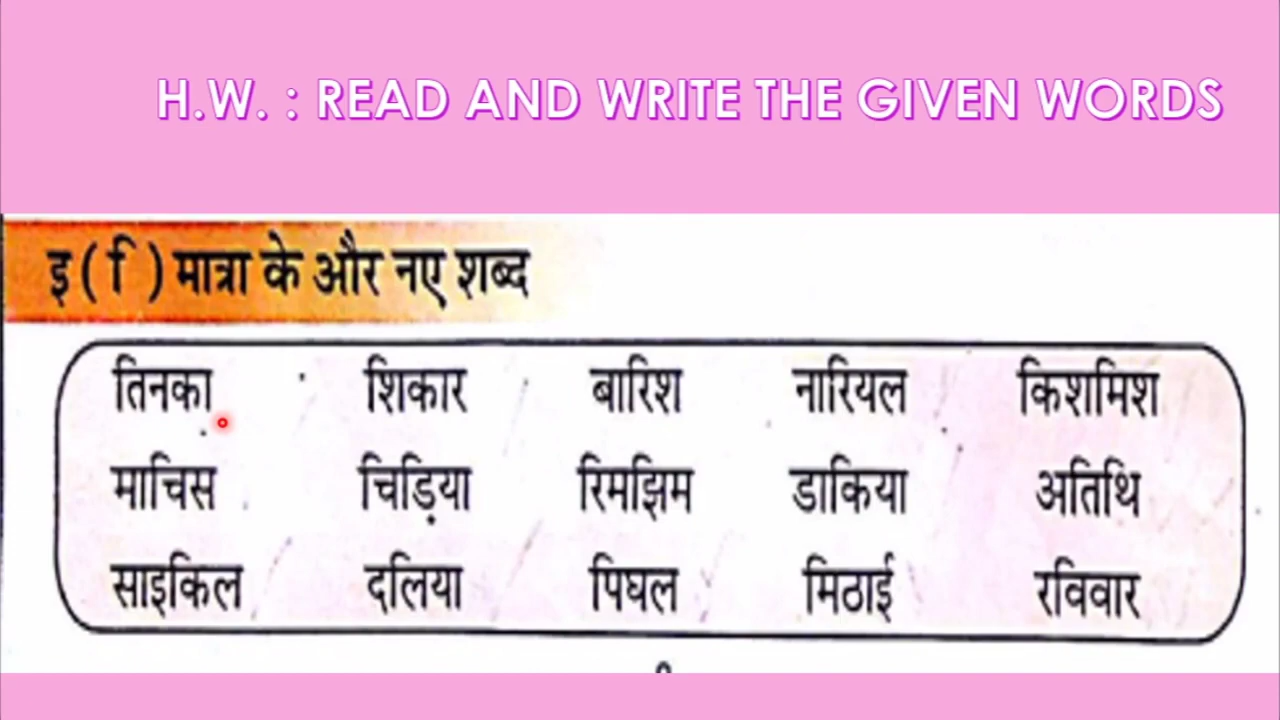 H.W. : READ AND WRITE THE GIVEN WORDS
इ ( ि ) मात्रा के और नए शब्द
तिनका शिकार बारिश नारियल किशमिश
माचिस चिड़िया रिमझिम डाकिया अतिथि
साइकिल दलिया पिघल मिठाई रविवार